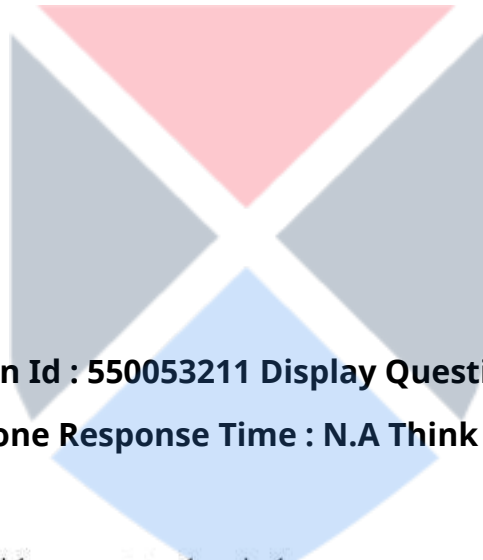 n Id : 550053211 Display Questi
one Response Time : N.A Think